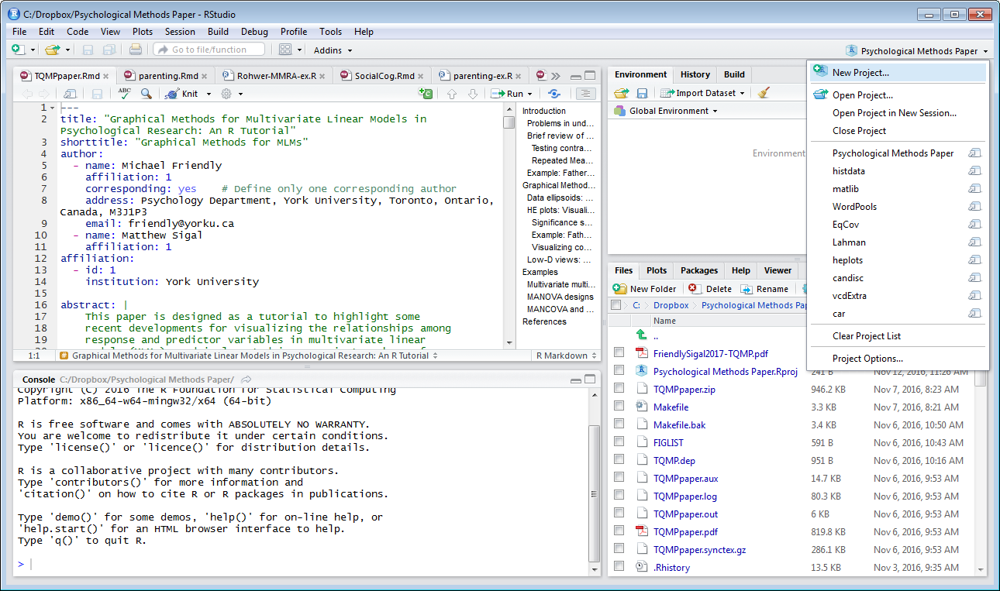 C:/Dropbox/Psychological Methods Paper - RStudio
File Edit Code View Plots Session Build Debug Profile Tools Help
Go to file/function Addins
Psychological Methods Paper
TQMPpaper.Rmd parenting.Rmd Rohwer-MMRA-ex.R SocialCog.Rmd parenting-ex.R
ABC Knit Run
1 ---
2 title: "Graphical Methods for Multivariate Linear Models in
Psychological Research: An R Tutorial"
3 shorttitle: "Graphical Methods for MLMs"
4 author:
5 - name: Michael Friendly
6 affiliation: 1
7 corresponding: yes # Define only one corresponding author
8 address: Psychology Department, York University, Toronto, Ontario,
Canada, M3J1P3
9 email: friendly@yorku.ca
10 - name: Matthew Sigal
11 affiliation: 1
12 affiliation:
13 - id: 1
14 institution: York University
15
16 abstract: |
17 This paper is designed as a tutorial to highlight some
18 recent developments for visualizing the relationships among
19 response and predictor variables in multivariate linear
1:1 Graphical Methods for Multivariate Linear Models in Psychological Research: An R Tutorial R Markdown
Introduction
Problems in und...
Brief review of ...
Testing contra...
Repeated Mea...
Example: Father...
Graphical Method...
Data ellipsoids: ...
HE plots: Visuali...
Significance s...
Example: Fath...
Visualizing co...
Low-D views: ...
Examples
Multivariate multi...
MANOVA designs
MANCOVA and ...
References
Console C:/Dropbox/Psychological Methods Paper/
Copyright (C) 2016 The R Foundation for Statistical Computing
Platform: x86_64-w64-mingw32/x64 (64-bit)
R is free software and comes with ABSOLUTELY NO WARRANTY.
You are welcome to redistribute it under certain conditions.
Type 'license()' or 'licence()' for distribution details.
R is a collaborative project with many contributors.
Type 'contributors()' for more information and
'citation()' on how to cite R or R packages in publications.
Type 'demo()' for some demos, 'help()' for on-line help, or
'help.start()' for an HTML browser interface to help.
Type 'q()' to quit R.
>
Environment History Build
Import Dataset
Global Environment
Environment
New Project...
Open Project...
Open Project in New Session...
Close Project
Psychological Methods Paper
histdata
matlib
WordPools
EqCov
Lahman
heplots
candisc
vcdExtra
car
Clear Project List
Project Options...
Files Plots Packages Help Viewer
New Folder Delete Rename
C: Dropbox Psychological Methods Pa
Name
..
FriendlySigal2017-TQMP.pdf
Psychological Methods Paper.Rproj 241 B Nov 12, 2016, 11:26 AM
TQMPpaper.zip 946.2 KB Nov 7, 2016, 8:23 AM
Makefile 3.3 KB Nov 7, 2016, 8:21 AM
Makefile.bak 3.4 KB Nov 6, 2016, 10:50 AM
FIGLIST 591 B Nov 6, 2016, 10:43 AM
TQMP.dep 951 B Nov 6, 2016, 10:16 AM
TQMPpaper.aux 14.7 KB Nov 6, 2016, 9:53 AM
TQMPpaper.log 80.3 KB Nov 6, 2016, 9:53 AM
TQMPpaper.out 6 KB Nov 6, 2016, 9:53 AM
TQMPpaper.pdf 819.8 KB Nov 6, 2016, 9:53 AM
TQMPpaper.synctex.gz 286.1 KB Nov 6, 2016, 9:53 AM
.Rhistory 13.5 KB Nov 3, 2016, 9:35 AM